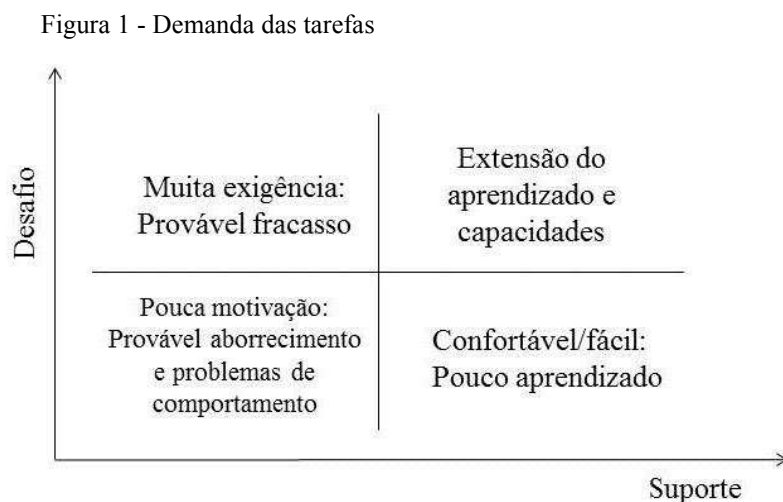 Figura 1 - Demanda das tarefas
Desafio
Muita exigência:
Provável fracasso
Extensão do
aprendizado e
capacidades
Pouca motivação:
Provável aborrecimento
e problemas de
comportamento
Confortável/fácil:
Pouco aprendizado
Suporte